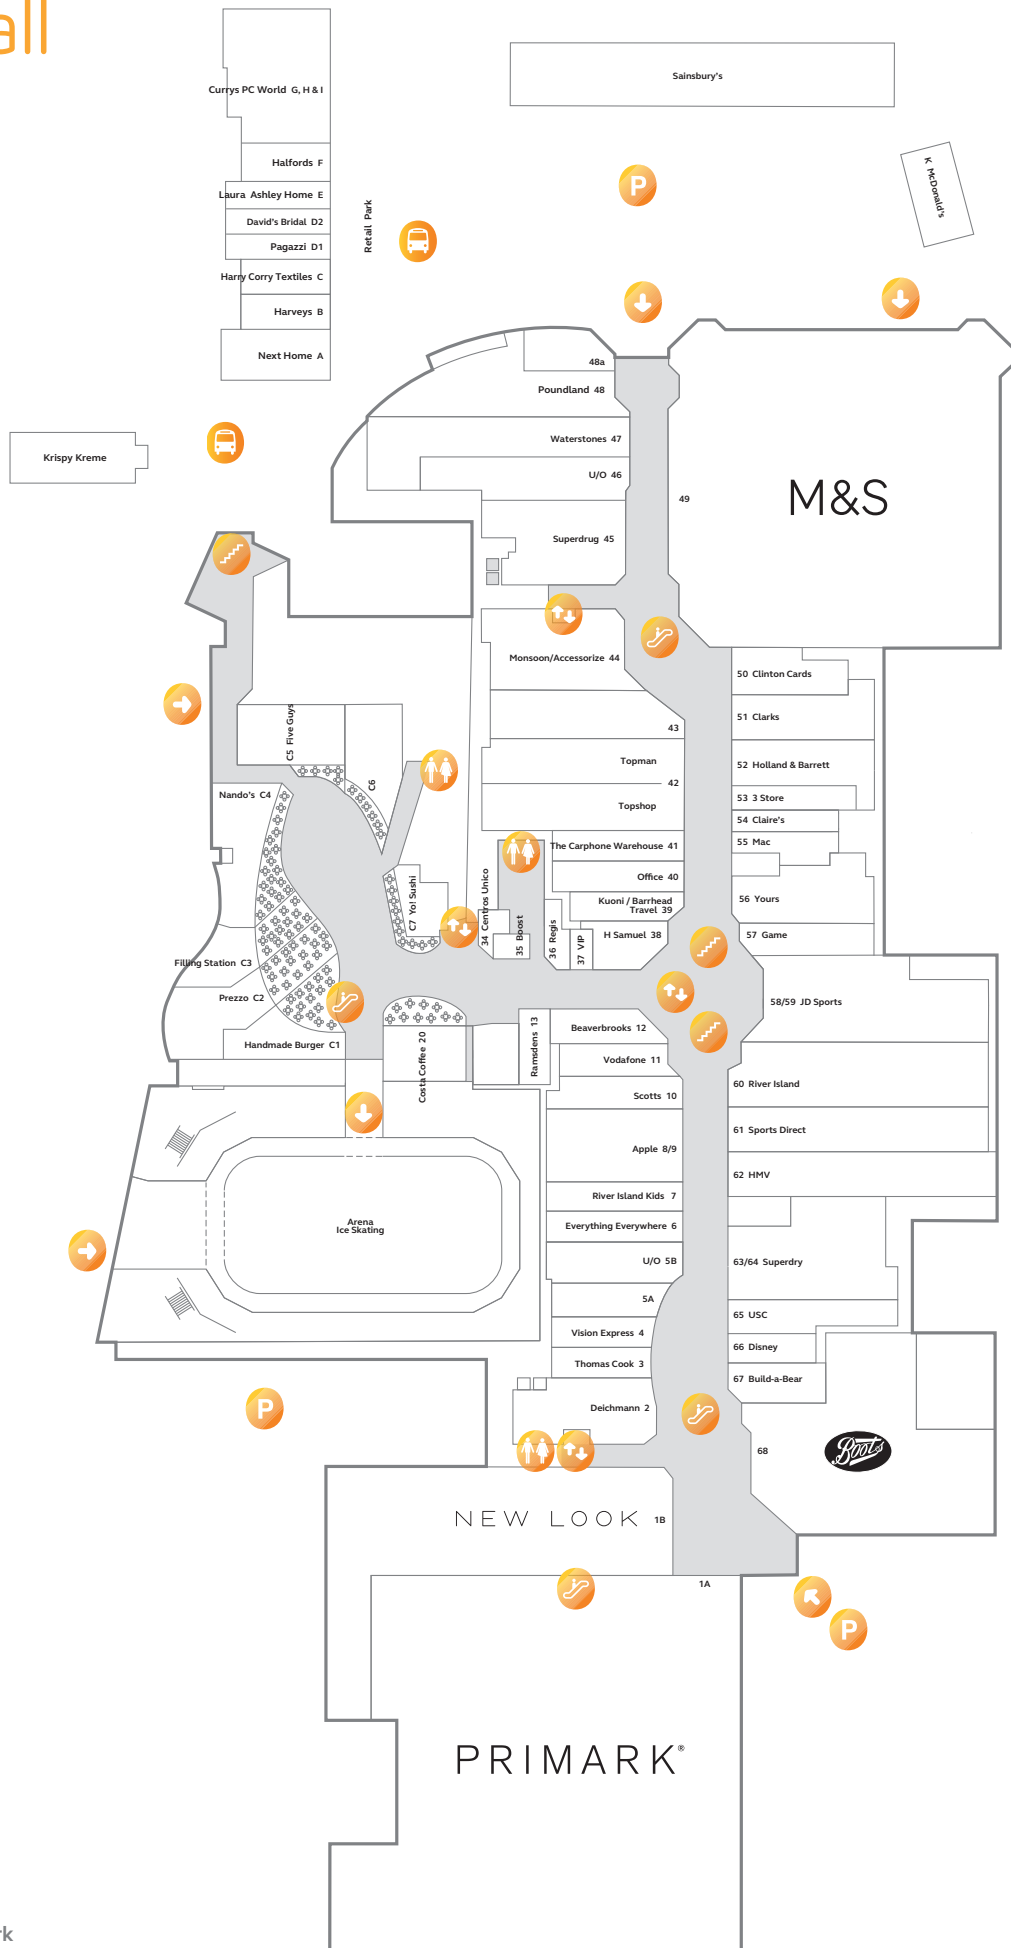 all
Sainsbury's
Currys PC World G, H & I
Halfords F
Laura Ashley Home E
David's Bridal D2
Pagazzi D1
Harry Corry Textiles C
Harveys B
Next Home A
Retail Park
P
K McDonald's
Krispy Kreme
48a
Poundland 48
Waterstones 47
U/O 46
Superdrug 45
49
M&S
Monsoon/Accessorize 44
43
Topman
42
Topshop
The Carphone Warehouse 41
Office 40
Kuoni / Barrhead
Travel 39
H Samuel 38
37 VIP
36 Regis
35 Boost
34 Centros Unico
50 Clinton Cards
51 Clarks
52 Holland & Barrett
53 3 Store
54 Claire's
55 Mac
56 Yours
57 Game
58/59 JD Sports
60 River Island
61 Sports Direct
62 HMV
63/64 Superdry
65 USC
66 Disney
67 Build-a-Bear
68
Boots
C5 Five Guys
C6
Nando's C4
C7 Yo! Sushi
Filling Station C3
Prezzo C2
Handmade Burger C1
Costa Coffee 20
Ramsdens 13
Beaverbrooks 12
Vodafone 11
Scotts 10
Apple 8/9
River Island Kids 7
Everything Everywhere 6
U/O 5B
5A
Vision Express 4
Thomas Cook 3
Deichmann 2
Arena
Ice Skating
P
NEW LOOK 1B
1A
P
PRIMARK®
rk